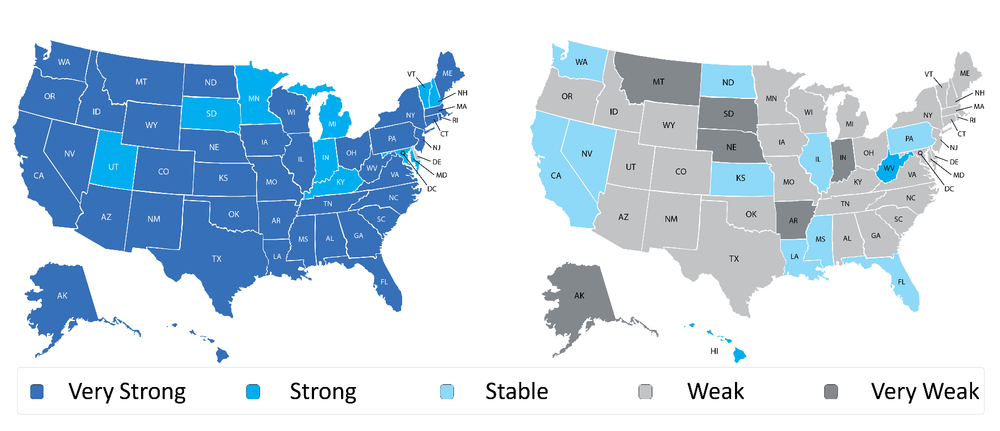 WA
MT
ND
MN
OR
ID
SD
WI
WY
MI
NY
VT
ME
NH
MA
RI
CT
NJ
DE
MD
DC
PA
IA
NE
NV
UT
CO
CA
IL
IN
OH
WV
VA
KS
MO
KY
NC
TN
AZ
NM
OK
AR
SC
MS
AL
GA
LA
TX
FL
AK
WA
MT
ND
MN
OR
ID
SD
WI
WY
MI
NY
VT
ME
NH
MA
RI
CT
NJ
DE
MD
DC
PA
IA
NE
NV
UT
CO
CA
IL
IN
OH
WV
VA
KS
MO
KY
NC
TN
AZ
NM
OK
AR
SC
MS
AL
GA
LA
TX
FL
AK
HI
Very Strong
Strong
Stable
Weak
Very Weak